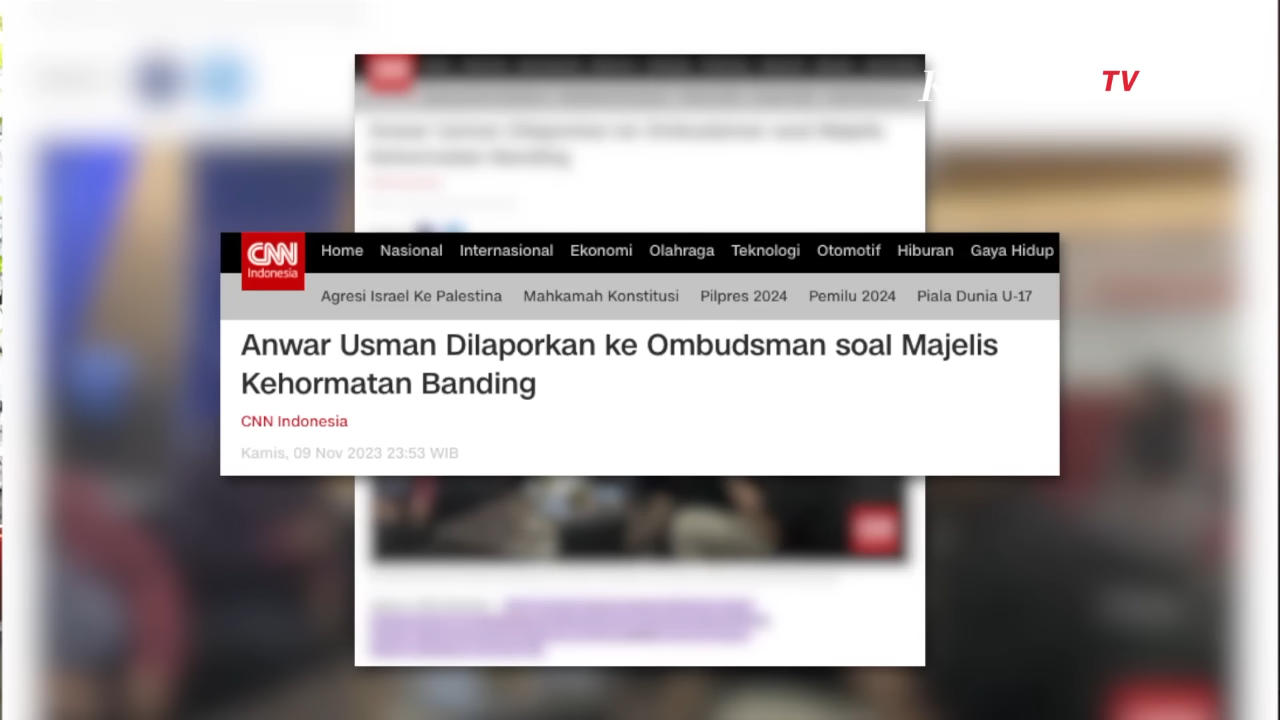 TV
CNN
Indonesia
Home Nasional Internasional Ekonomi Olahraga Teknologi Otomotif Hiburan Gaya Hidup
Agresi Israel Ke Palestina Mahkamah Konstitusi Pilpres 2024 Pemilu 2024 Piala Dunia U-17
Anwar Usman Dilaporkan ke Ombudsman soal Majelis
Kehormatan Banding
CNN Indonesia
Kamis, 09 Nov 2023 23:53 WIB